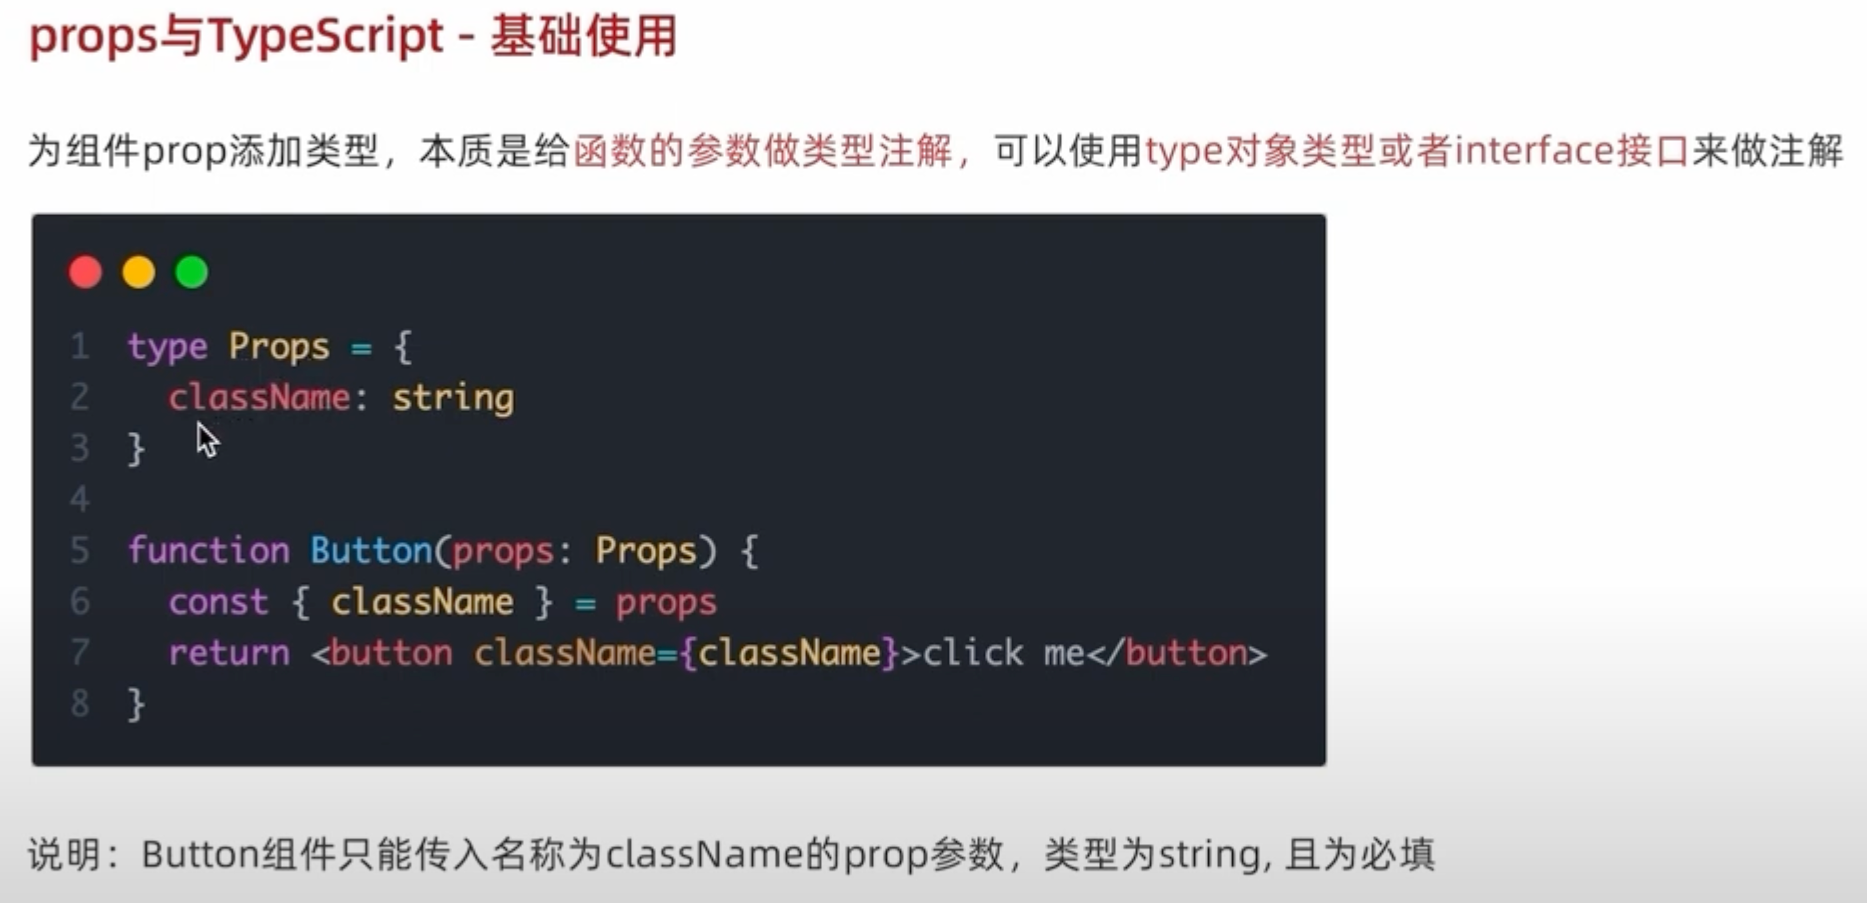 props与TypeScript - 基础使用
为组件prop添加类型，本质是给函数的参数做类型注解，可以使用type对象类型或者interface接口来做注解
1 type Props = {
2   className: string
3 }
4
5 function Button(props: Props) {
6   const { className } = props
7   return <button className={className}>click me</button>
8 }
说明：Button组件只能传入名称为className的prop参数，类型为string, 且为必填